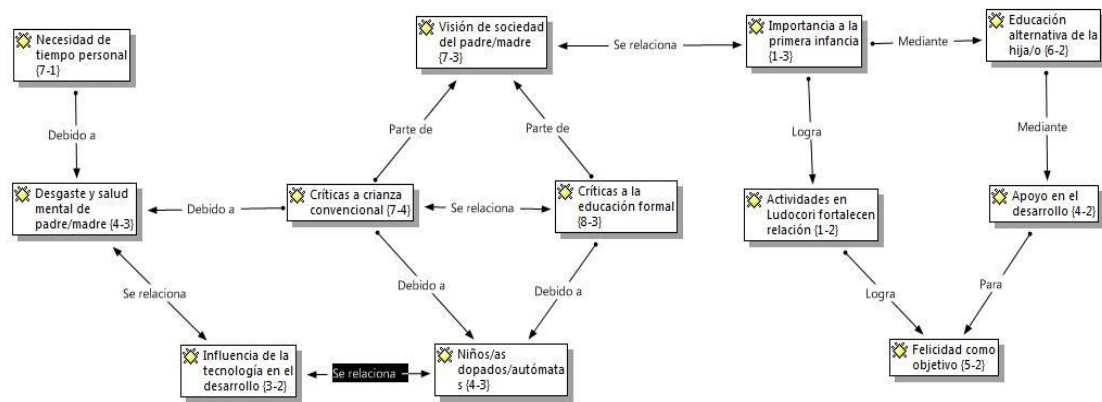 Necesidad de
tiempo personal
{7-1}
Visión de sociedad
del padre/madre
{7-3}
Se relaciona
Importancia a la
primera infancia
{1-3}
Mediante
Educación
alternativa de la
hija/o {6-2}
Debido a
Parte de
Parte de
Logra
Mediante
Desgaste y salud
mental de
padre/madre {4-3}
Debido a
Críticas a crianza
convencional {7-4}
Se relaciona
Críticas a la
educación formal
{8-3}
Actividades en
Ludocori fortalecen
relación {1-2}
Apoyo en el
desarrollo {4-2}
Se relaciona
Debido a
Debido a
Logra
Para
Influencia de la
tecnología en el
desarrollo {3-2}
Se relaciona
Niños/as
dopados/autómata
s {4-3}
Felicidad como
objetivo {5-2}